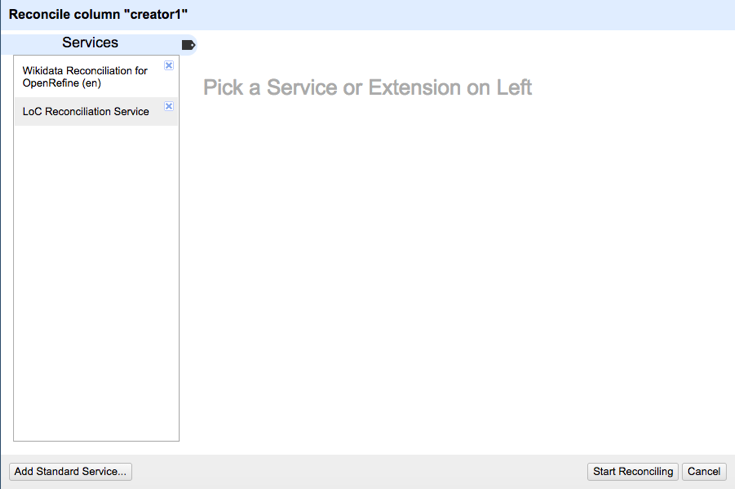 Reconcile column "creator1"
Services
Wikidata Reconciliation for
OpenRefine (en)
LoC Reconciliation Service
Pick a Service or Extension on Left
Add Standard Service...
Start Reconciling
Cancel